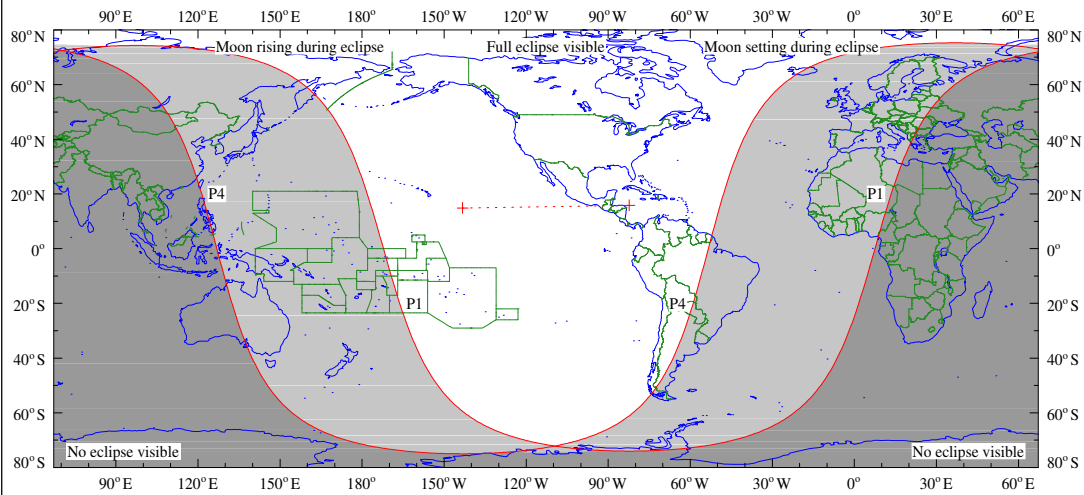 90°E 120°E 150°E 180° 150°W 120°W 90°W 60°W 30°W 0° 30°E 60°E
80°N 80°N
Moon rising during eclipse Full eclipse visible Moon setting during eclipse
60°N 60°N
40°N 40°N
20°N P4 P1 20°N
0° 0°
20°S P1 P4 20°S
40°S 40°S
60°S 60°S
No eclipse visible No eclipse visible
80°S 80°S
90°E 120°E 150°E 180° 150°W 120°W 90°W 60°W 30°W 0° 30°E 60°E